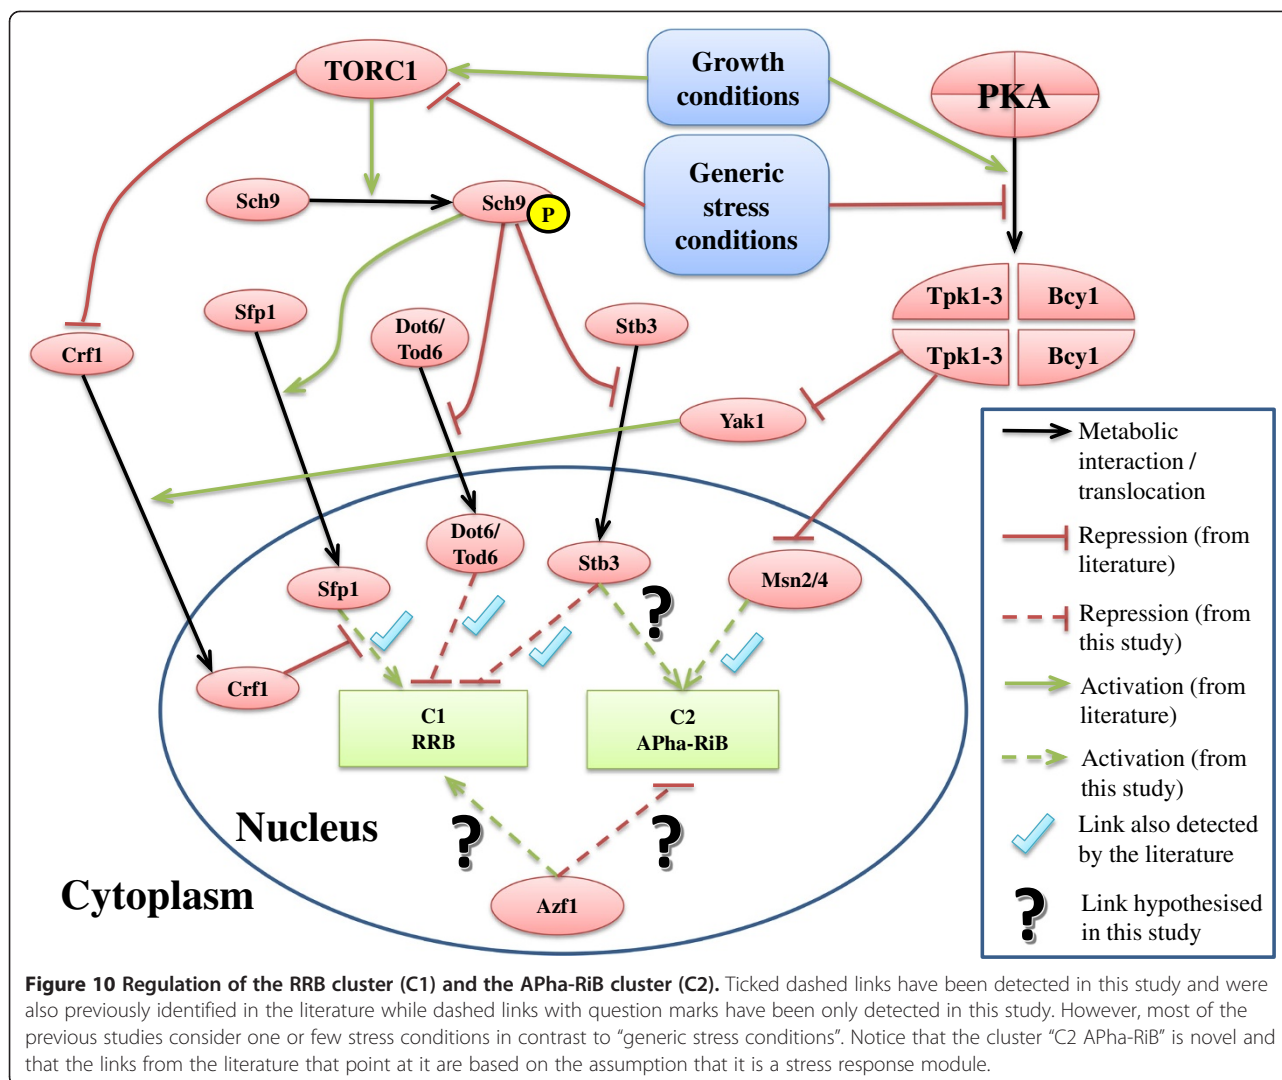 TORC1
Growth
conditions
PKA
Generic
stress
conditions
Sch9
Sch9
P
Sfp1
Dot6/
Tod6
Stb3
Crf1
Tpk1-3
Bcy1
Tpk1-3
Bcy1
Yak1
Dot6/
Tod6
Stb3
Msn2/4
Sfp1
Crf1
?
C1
RRB
C2
APha-RiB
Nucleus
?
?
Cytoplasm
Azf1
Metabolic
interaction /
translocation
Repression (from
literature)
Repression (from
this study)
Activation (from
literature)
Activation (from
this study)
Link also detected
by the literature
?
Link hypothesised
in this study
Figure 10 Regulation of the RRB cluster (C1) and the APha-RiB cluster (C2). Ticked dashed links have been detected in this study and were
also previously identified in the literature while dashed links with question marks have been only detected in this study. However, most of the
previous studies consider one or few stress conditions in contrast to “generic stress conditions”. Notice that the cluster “C2 APha-RiB” is novel and
that the links from the literature that point at it are based on the assumption that it is a stress response module.